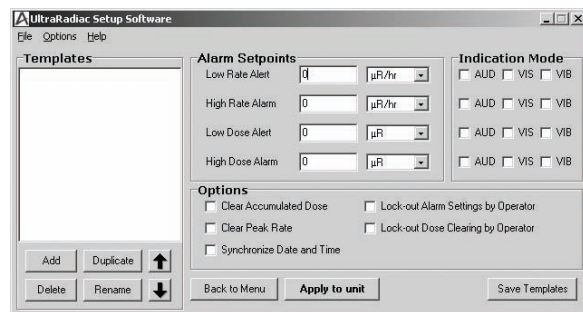 UltraRadiac Setup Software
File Options Help
Templates
Alarm Setpoints
Indication Mode
Low Rate Alert 0 µR/hr AUD VIS VIB
High Rate Alarm 0 µR/hr AUD VIS VIB
Low Dose Alert 0 µR AUD VIS VIB
High Dose Alarm 0 µR AUD VIS VIB
Options
Clear Accumulated Dose Lock-out Alarm Settings by Operator
Clear Peak Rate Lock-out Dose Clearing by Operator
Synchronize Date and Time
Add Duplicate
Delete Rename
Back to Menu Apply to unit Save Templates